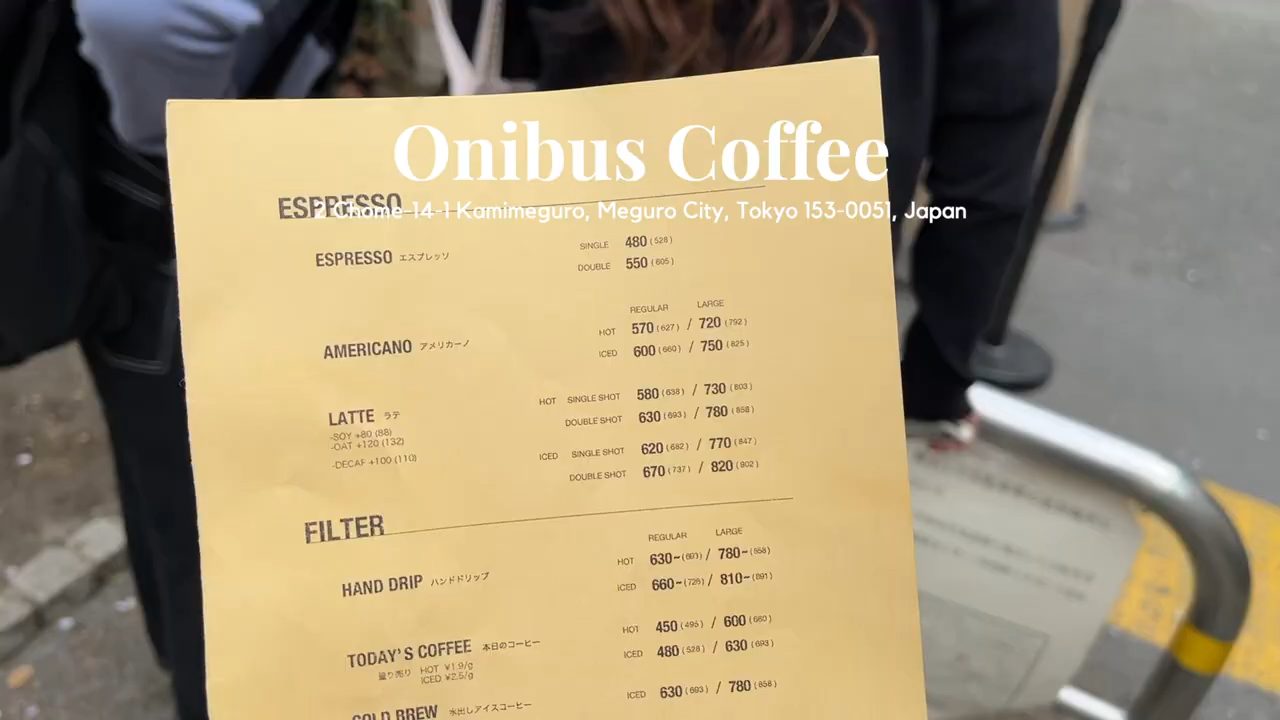 Onibus Coffee
2 Chome-14-1 Kamimeguro, Meguro City, Tokyo 153-0051, Japan
ESPRESSO
ESPRESSO エスプレッソ
SINGLE 480 (528)
DOUBLE 550 (605)
REGULAR LARGE
AMERICANO アメリカーノ
HOT 570 (627) / 720 (792)
ICED 600 (660) / 750 (825)
LATTE ラテ
-SOY +80 (88)
-OAT +120 (132)
-DECAF +100 (110)
HOT SINGLE SHOT 580 (638) / 730 (803)
DOUBLE SHOT 630 (693) / 780 (858)
ICED SINGLE SHOT 620 (682) / 770 (847)
DOUBLE SHOT 670 (737) / 820 (902)
FILTER
REGULAR LARGE
HAND DRIP ハンドドリップ
HOT 630~(693) / 780~(858)
ICED 660~(726) / 810~(891)
TODAY'S COFFEE 本日のコーヒー
量り売り HOT ¥1.9/g
ICED ¥2.5/g
HOT 450 (495) / 600 (660)
ICED 480 (528) / 630 (693)
COLD BREW 水出しアイスコーヒー
ICED 630 (693) / 780 (858)